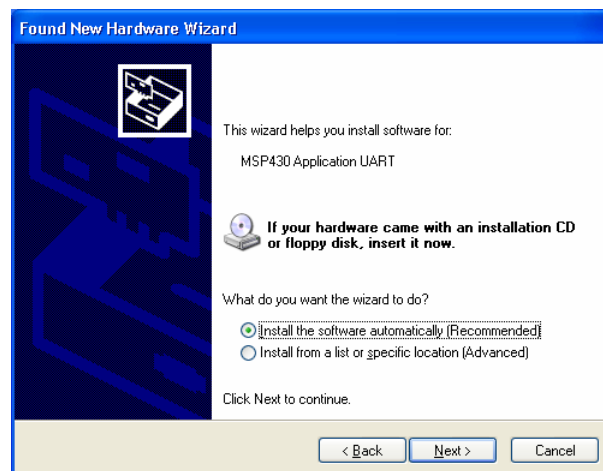 Found New Hardware Wizard
This wizard helps you install software for:
MSP430 Application UART
If your hardware came with an installation CD
or floppy disk, insert it now.
What do you want the wizard to do?
Install the software automatically (Recommended)
Install from a list or specific location (Advanced)
Click Next to continue.
< Back Next > Cancel